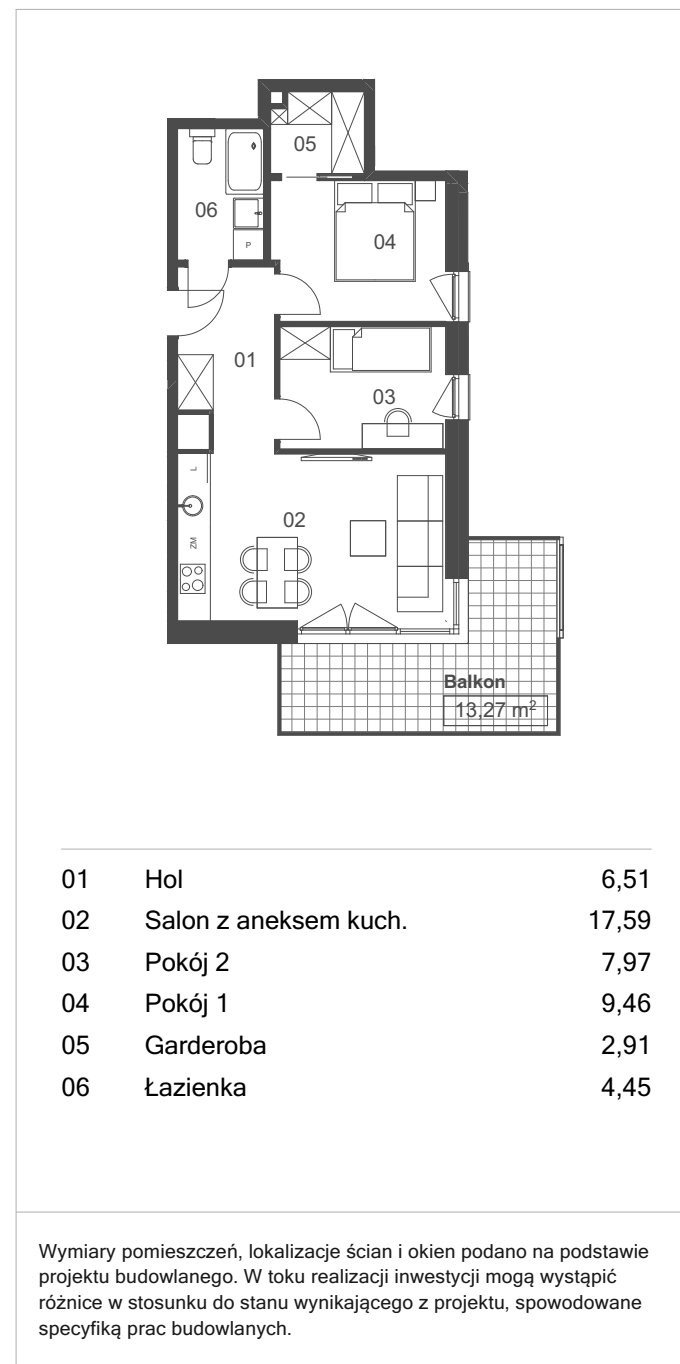 05
06
04
P
01
03
L
02
ZM
Balkon
13,27 m²
01 Hol 6,51
02 Salon z aneksem kuch. 17,59
03 Pokój 2 7,97
04 Pokój 1 9,46
05 Garderoba 2,91
06 Łazienka 4,45
Wymiary pomieszczeń, lokalizacje ścian i okien podano na podstawie
projektu budowlanego. W toku realizacji inwestycji mogą wystąpić
różnice w stosunku do stanu wynikającego z projektu, spowodowane
specyfiką prac budowlanych.